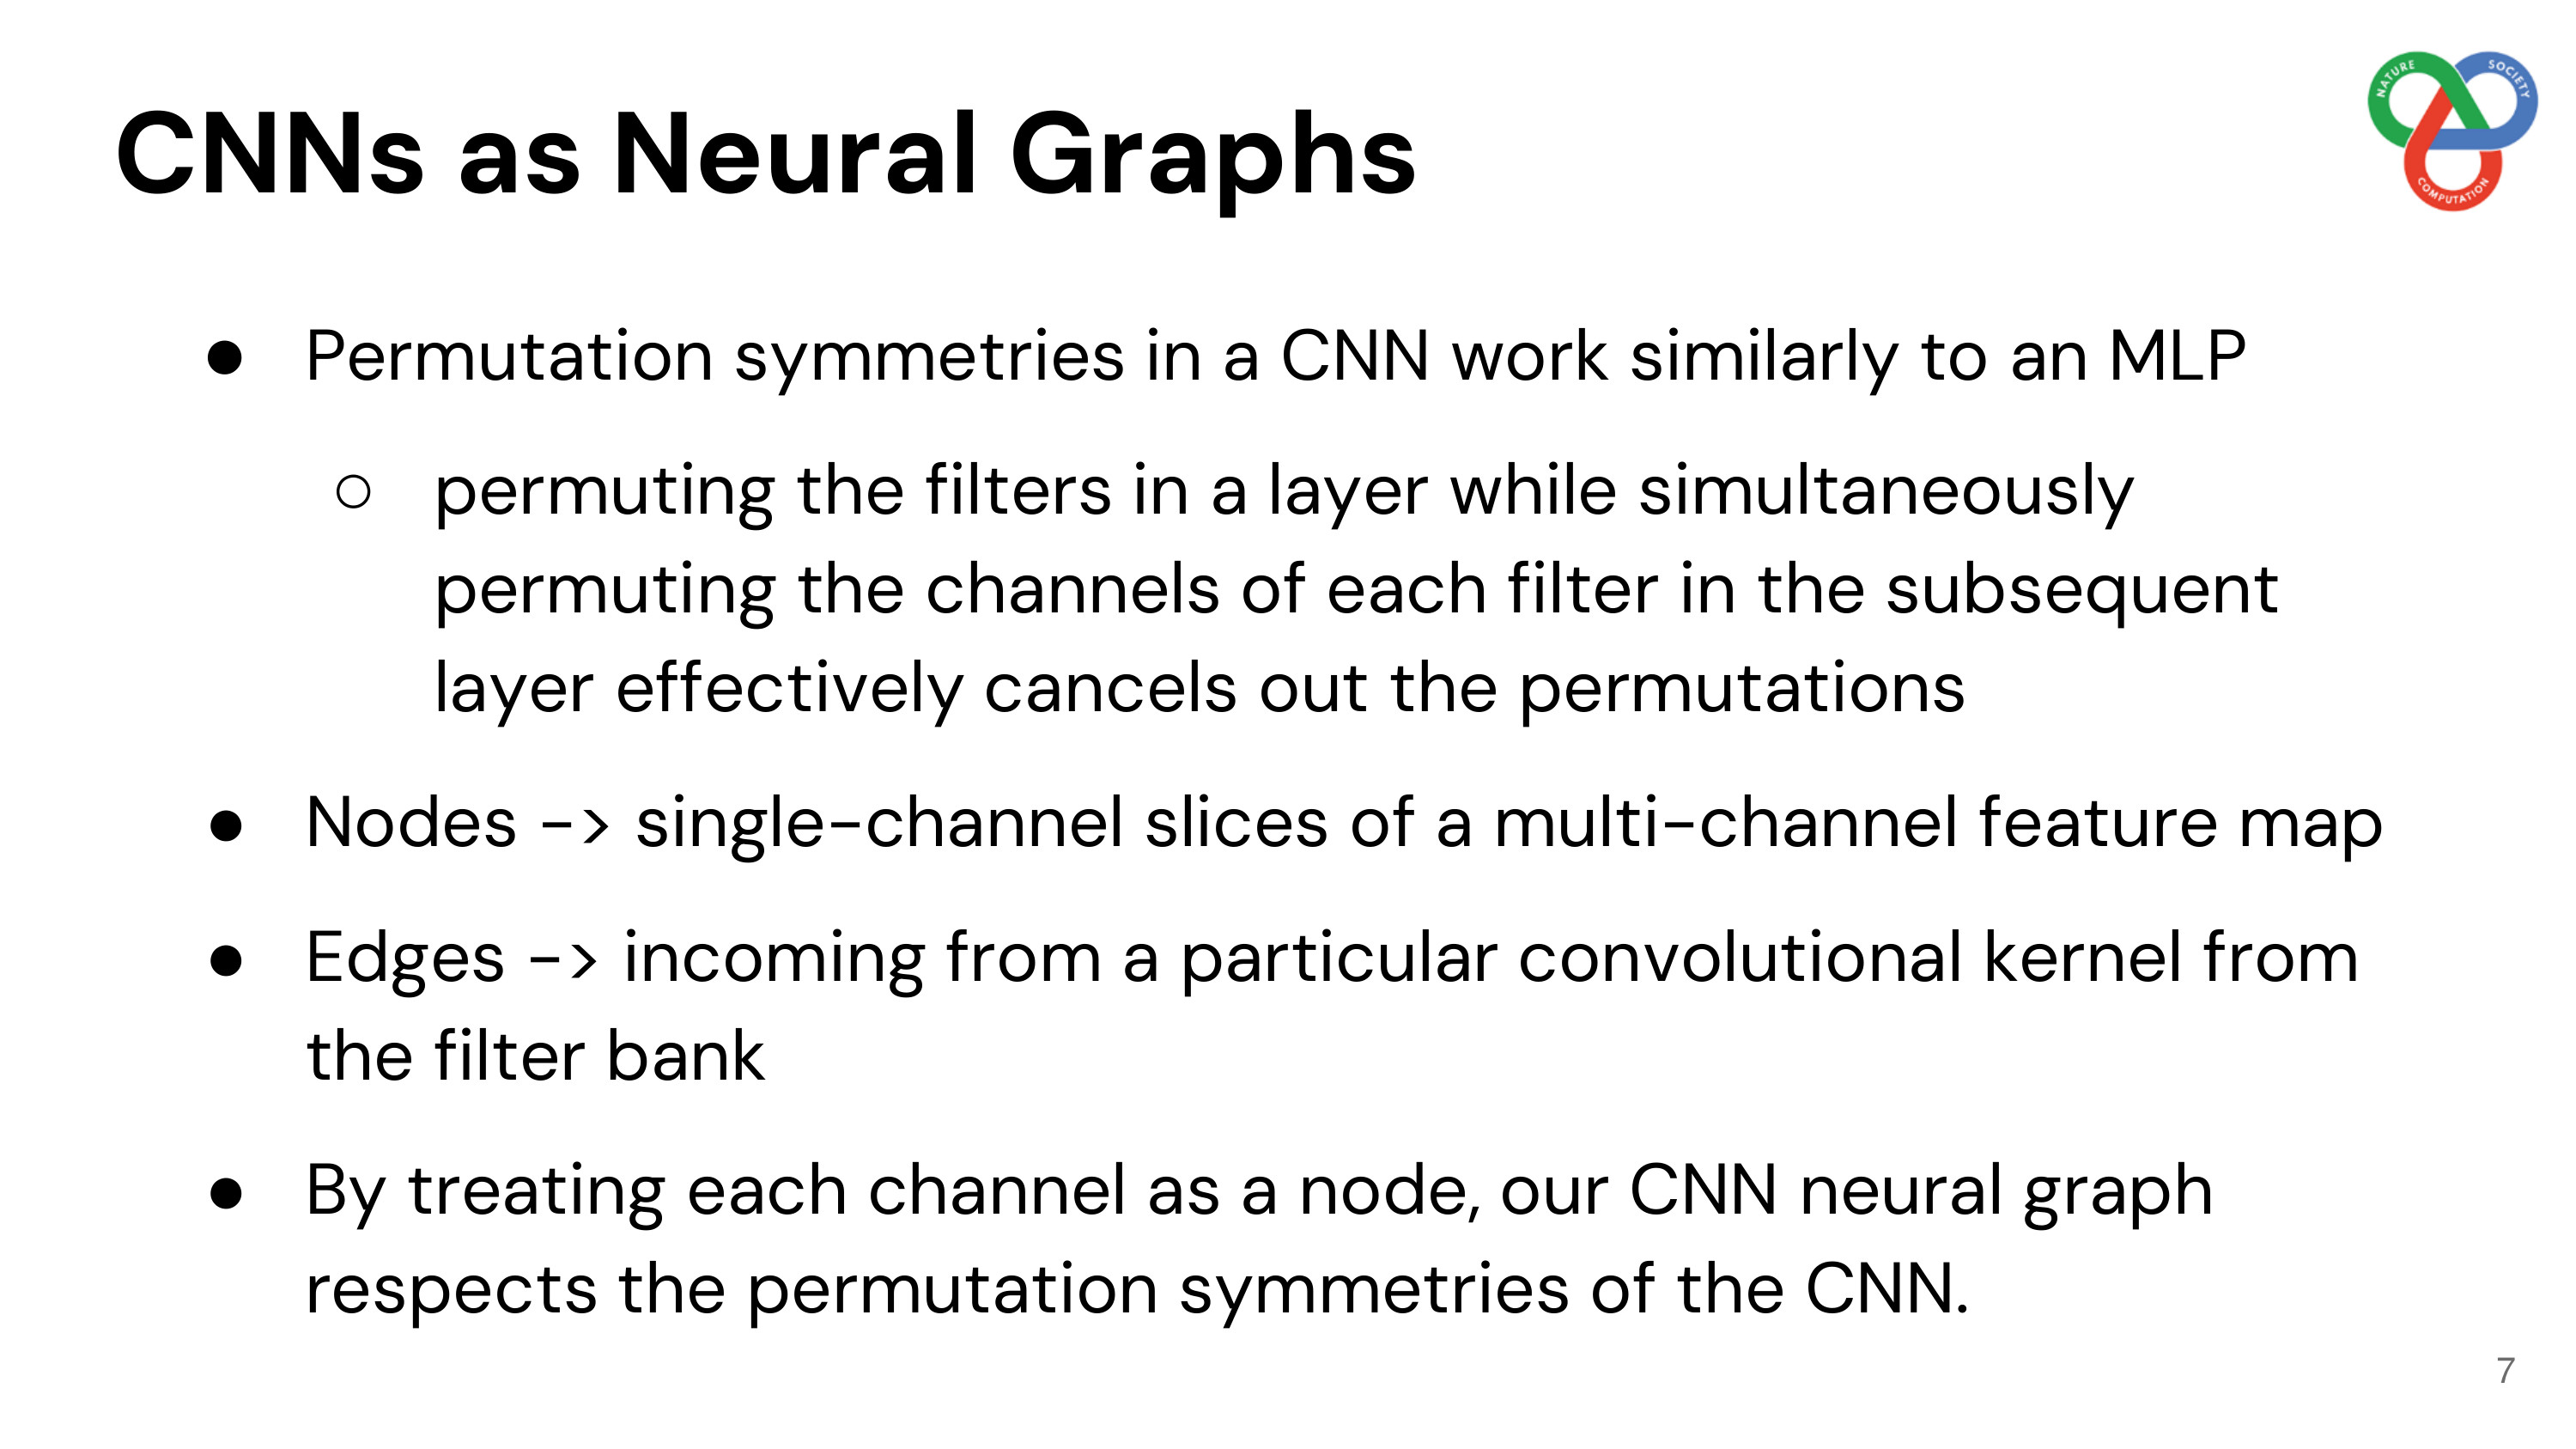 CNNs as Neural Graphs
NATURE
SOCIETY
COMPUTATION
● Permutation symmetries in a CNN work similarly to an MLP
○ permuting the filters in a layer while simultaneously
permuting the channels of each filter in the subsequent
layer effectively cancels out the permutations
● Nodes -> single-channel slices of a multi-channel feature map
● Edges -> incoming from a particular convolutional kernel from
the filter bank
● By treating each channel as a node, our CNN neural graph
respects the permutation symmetries of the CNN.
7